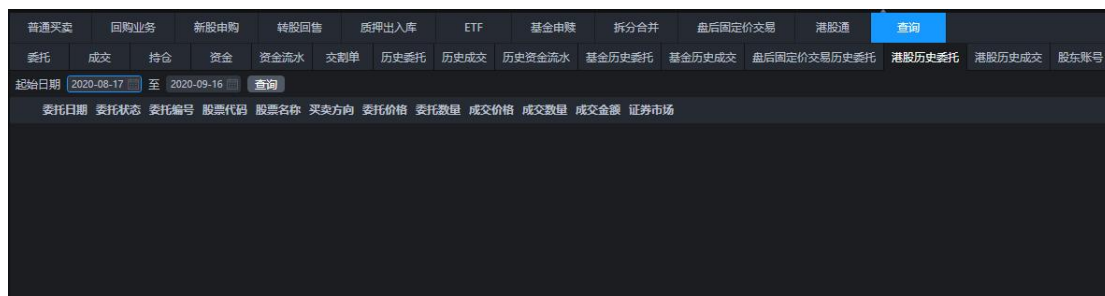 普通买卖 回购业务 新股申购 转股回售 质押出入库 ETF 基金申赎 拆分合并 盘后固定价交易 港股通 查询
委托 成交 持仓 资金 资金流水 交割单 历史委托 历史成交 历史资金流水 基金历史委托 基金历史成交 盘后固定价交易历史委托 港股历史委托 港股历史成交 股东账号
起始日期 2020-08-17 至 2020-09-16 查询
委托日期 委托状态 委托编号 股票代码 股票名称 买卖方向 委托价格 委托数量 成交价格 成交数量 成交金额 证券市场